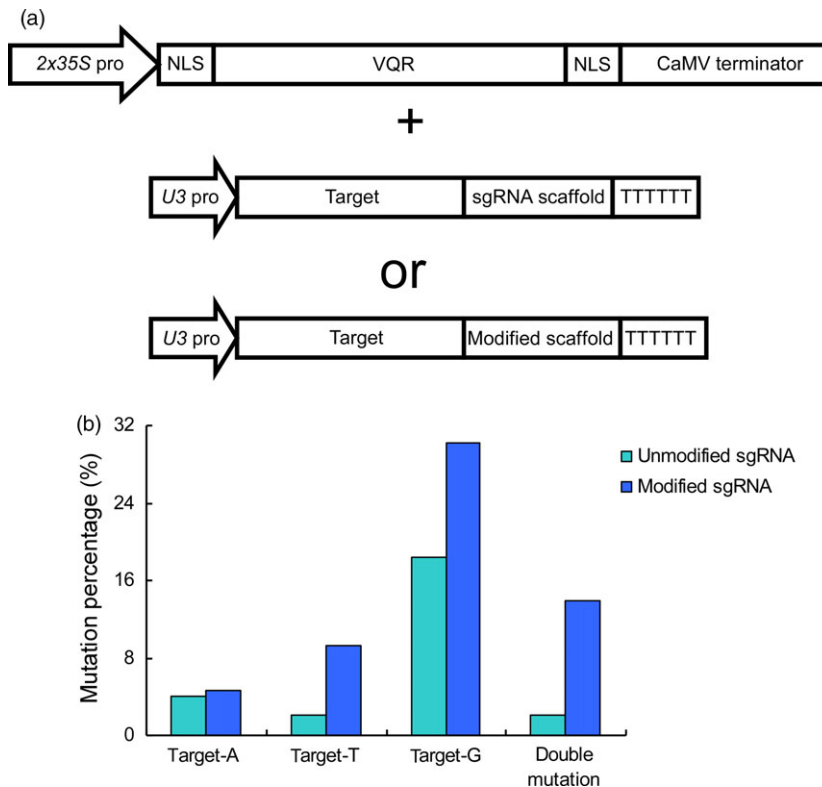 (a)
2x35S pro NLS VQR NLS CaMV terminator
+
U3 pro Target sgRNA scaffold TTTTTT
or
U3 pro Target Modified scaffold TTTTTT
(b)
Mutation percentage (%)
32
24
16
8
0
Unmodified sgRNA
Modified sgRNA
Target-A Target-T Target-G Double
mutation